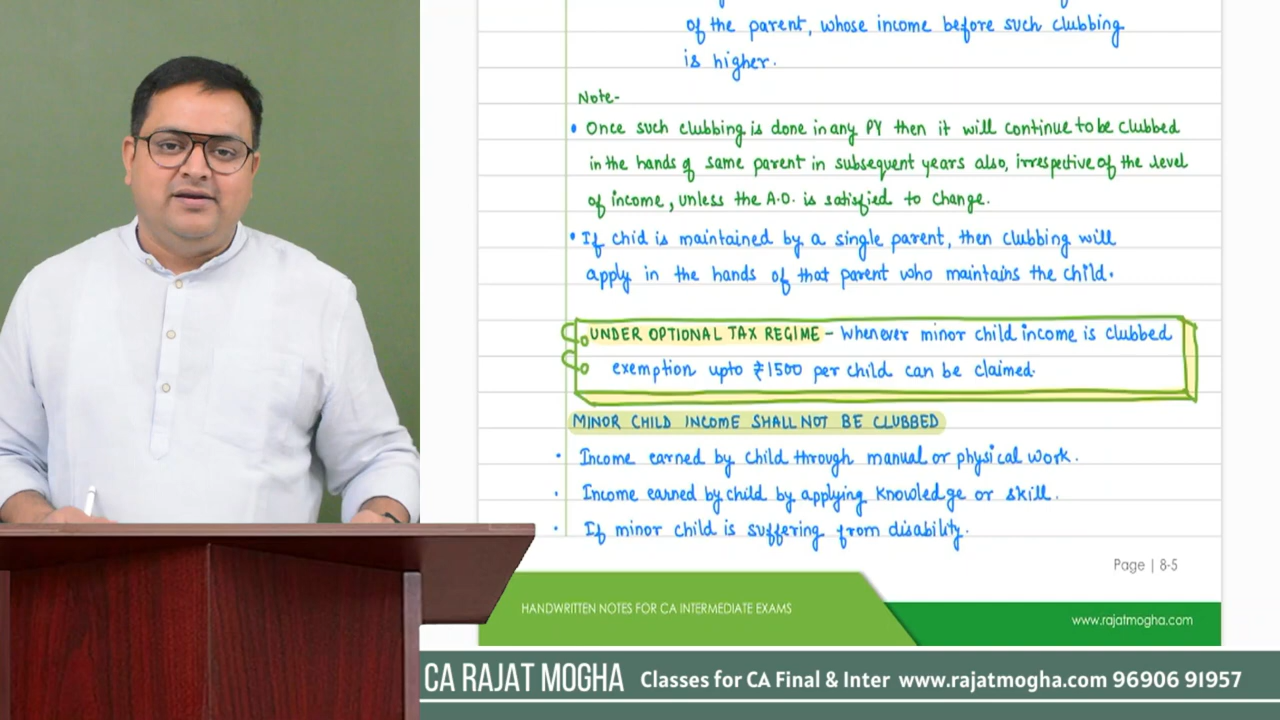 of the parent, whose income before such clubbing
is higher.
Note-
• Once such clubbing is done in any PY then it will continue to be clubbed
in the hands of same parent in subsequent years also, irrespective of the level
of income, unless the A.O. is satisfied to change.
• If chid is maintained by a single parent, then clubbing will
apply in the hands of that parent who maintains the child.
UNDER OPTIONAL TAX REGIME - Whenever minor child income is clubbed
exemption upto ₹1500 per child can be claimed.
MINOR CHILD INCOME SHALL NOT BE CLUBBED
• Income earned by child through manual or physical work.
• Income earned by child by applying knowledge or skill.
• If minor child is suffering from disability.
Page | 8-5
HANDWRITTEN NOTES FOR CA INTERMEDIATE EXAMS
www.rajatmogha.com
CA RAJAT MOGHA Classes for CA Final & Inter www.rajatmogha.com 96906 91957